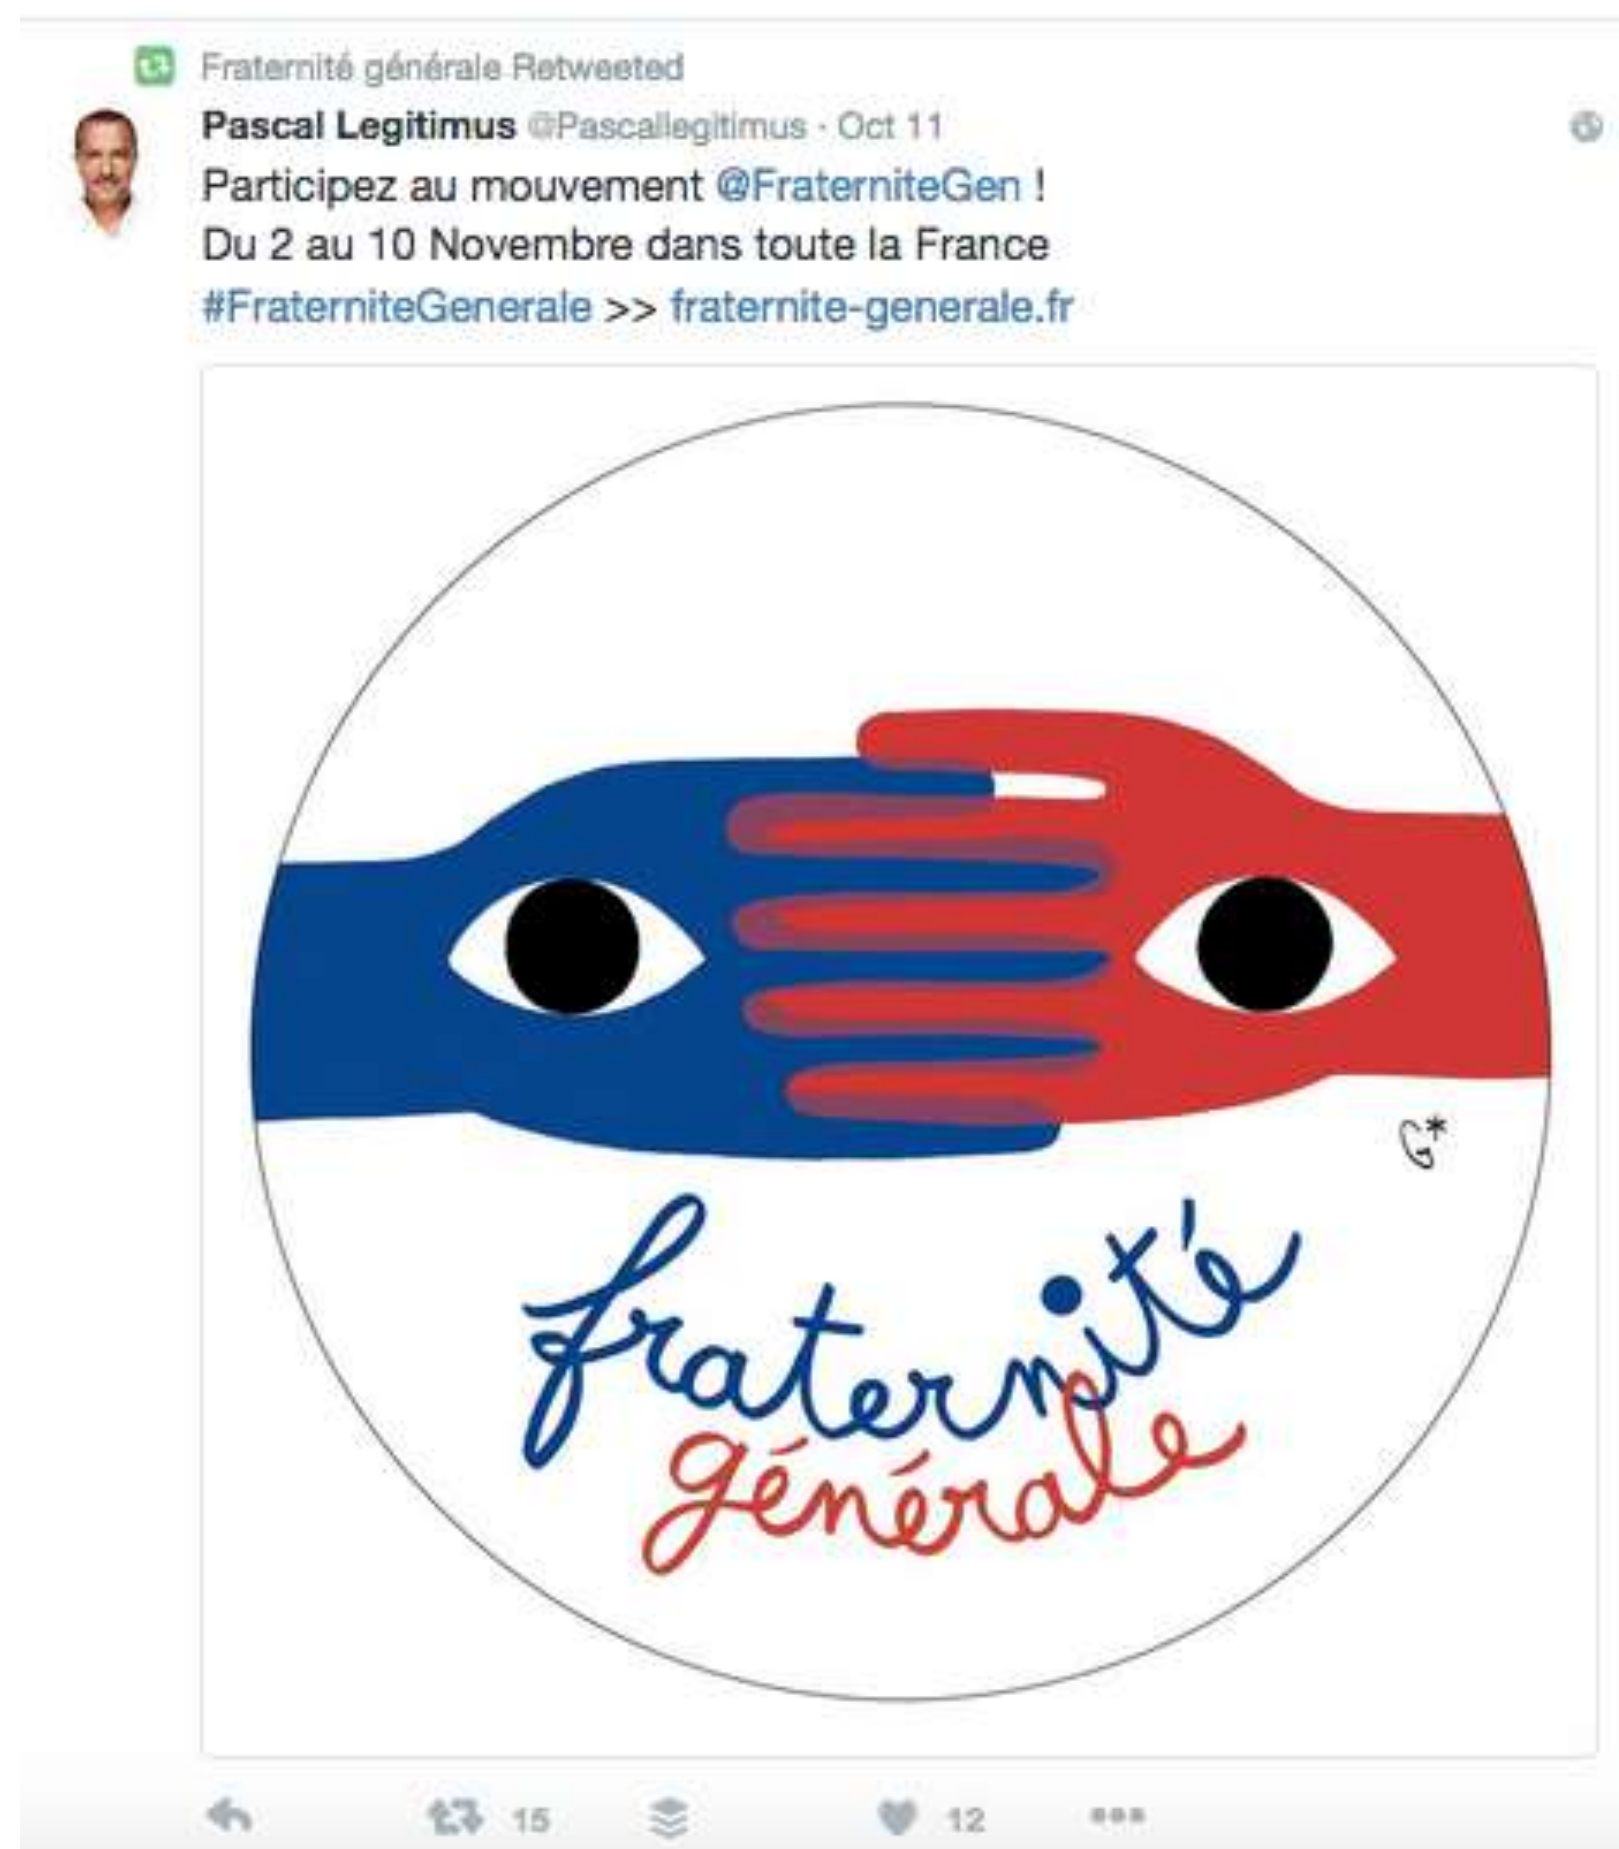 Fraternité générale Retweeted
Pascal Legitimus @Pascallegitimus · Oct 11
Participez au mouvement @FraterniteGen !
Du 2 au 10 Novembre dans toute la France
#FraterniteGenerale >> fraternite-generale.fr
G*
fraternité
générale
15 12